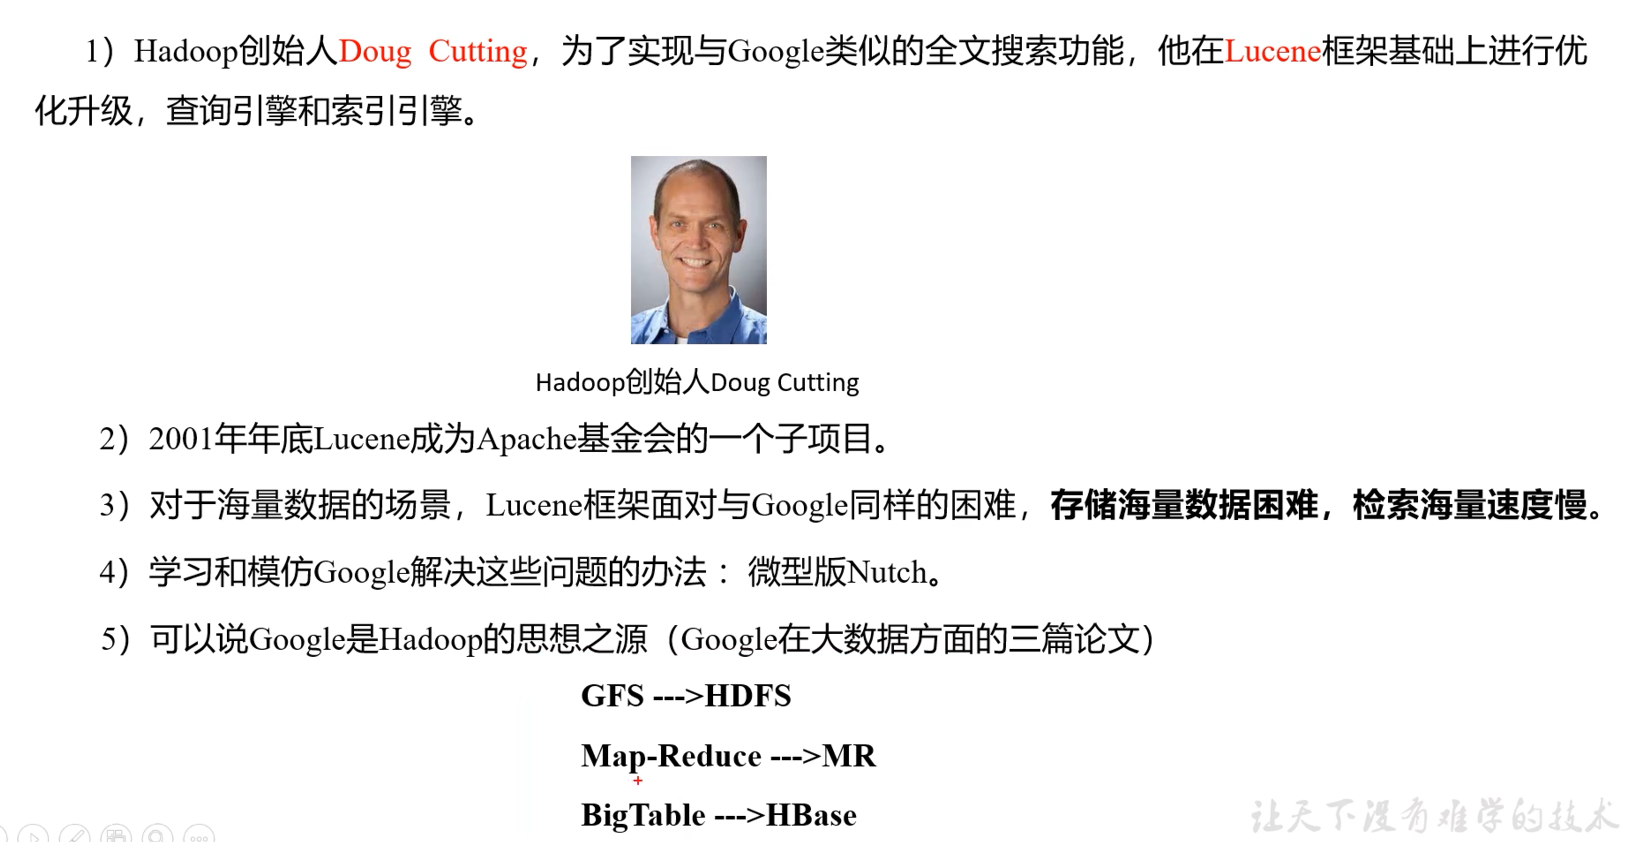 1）Hadoop创始人Doug Cutting，为了实现与Google类似的全文搜索功能，他在Lucene框架基础上进行优
化升级，查询引擎和索引引擎。
Hadoop创始人Doug Cutting
2）2001年年底Lucene成为Apache基金会的一个子项目。
3）对于海量数据的场景，Lucene框架面对与Google同样的困难，存储海量数据困难，检索海量速度慢。
4）学习和模仿Google解决这些问题的办法 ：微型版Nutch。
5）可以说Google是Hadoop的思想之源（Google在大数据方面的三篇论文）
GFS --->HDFS
Map-Reduce --->MR
BigTable --->HBase
让天下没有难学的技术